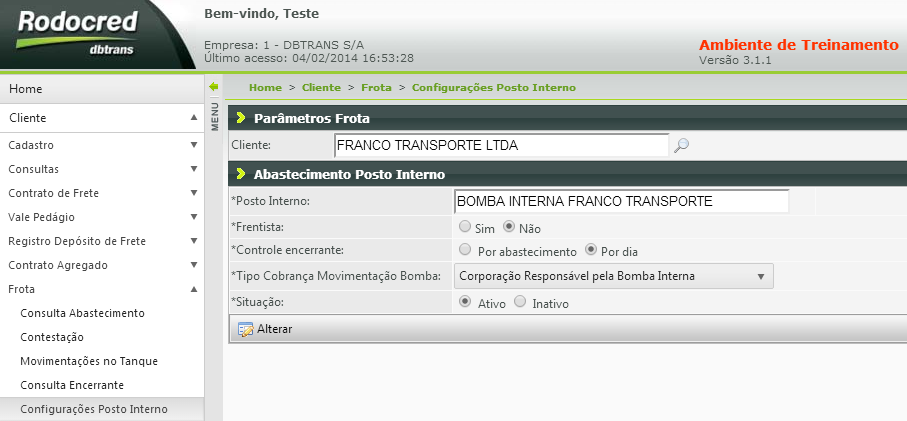 Rodocred
dbtrans
Bem-vindo, Teste
Empresa: 1 - DBTRANS S/A
Último acesso: 04/02/2014 16:53:28
Ambiente de Treinamento
Versão 3.1.1
Home
Cliente
Cadastro
Consultas
Contrato de Frete
Vale Pedágio
Registro Depósito de Frete
Contrato Agregado
Frota
Consulta Abastecimento
Contestação
Movimentações no Tanque
Consulta Encerrante
Configurações Posto Interno
MENU
Home > Cliente > Frota > Configurações Posto Interno
Parâmetros Frota
Cliente: FRANCO TRANSPORTE LTDA
Abastecimento Posto Interno
*Posto Interno: BOMBA INTERNA FRANCO TRANSPORTE
*Frentista: Sim Não
*Controle encerrante: Por abastecimento Por dia
*Tipo Cobrança Movimentação Bomba: Corporação Responsável pela Bomba Interna
*Situação: Ativo Inativo
Alterar